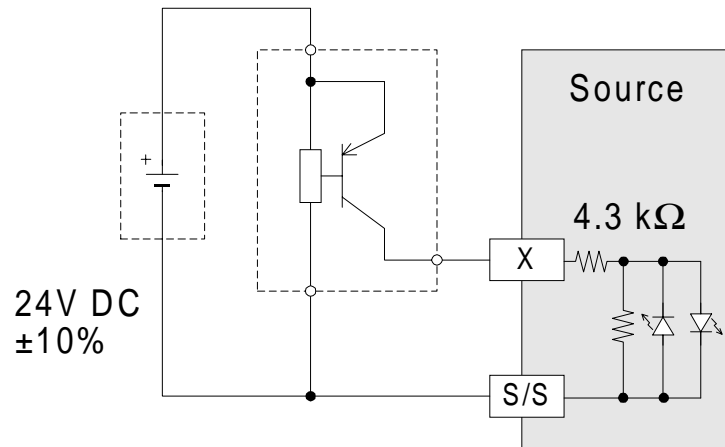 Source
4.3 kΩ
+
X
24V DC
±10%
S/S